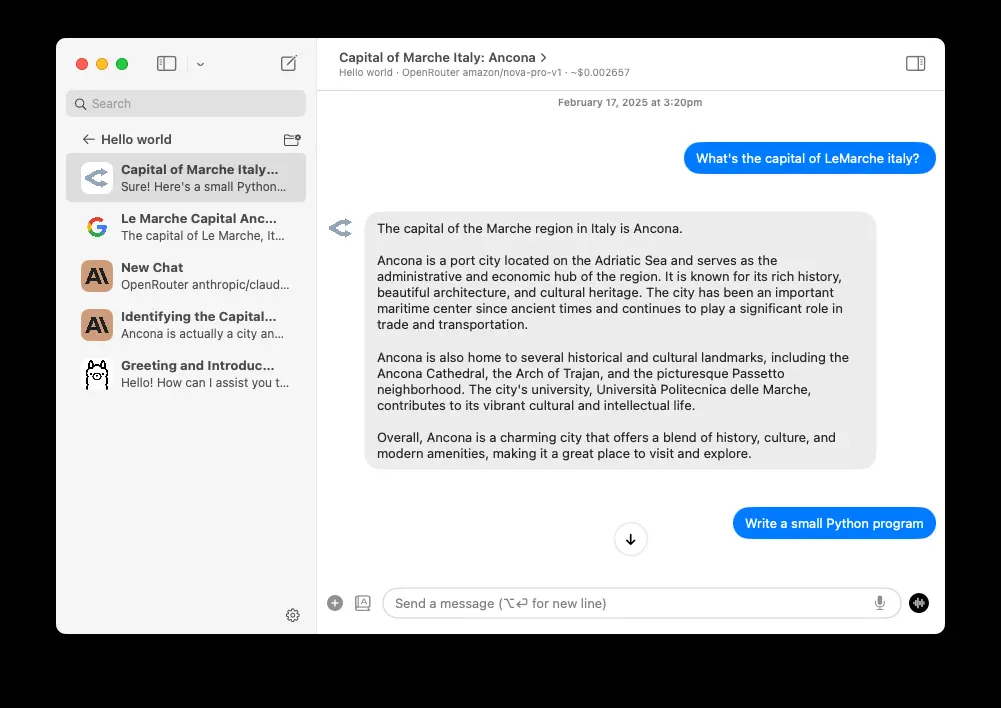 Search
Hello world
Capital of Marche Italy...
Sure! Here's a small Python...
Le Marche Capital Anc...
The capital of Le Marche, It...
New Chat
OpenRouter anthropic/claud...
Identifying the Capital...
Ancona is actually a city an...
Greeting and Introduc...
Hello! How can I assist you t...
Capital of Marche Italy: Ancona >
Hello world · OpenRouter amazon/nova-pro-v1 · ~$0.002657
February 17, 2025 at 3:20pm
What's the capital of LeMarche italy?
The capital of the Marche region in Italy is Ancona.
Ancona is a port city located on the Adriatic Sea and serves as the
administrative and economic hub of the region. It is known for its rich history,
beautiful architecture, and cultural heritage. The city has been an important
maritime center since ancient times and continues to play a significant role in
trade and transportation.
Ancona is also home to several historical and cultural landmarks, including the
Ancona Cathedral, the Arch of Trajan, and the picturesque Passetto
neighborhood. The city's university, Università Politecnica delle Marche,
contributes to its vibrant cultural and intellectual life.
Overall, Ancona is a charming city that offers a blend of history, culture, and
modern amenities, making it a great place to visit and explore.
Write a small Python program
Send a message (⌥⏎ for new line)